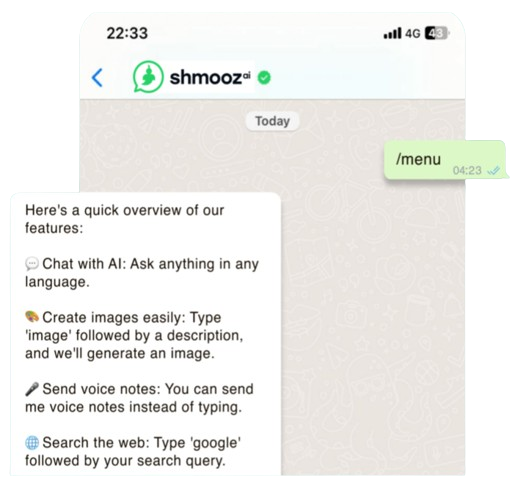 22:33
4G 43
shmooz ai
Today
/menu
04:23
Here's a quick overview of our
features:
💬 Chat with AI: Ask anything in any
language.
🎨 Create images easily: Type
'image' followed by a description,
and we'll generate an image.
🎤 Send voice notes: You can send
me voice notes instead of typing.
🌐 Search the web: Type 'google'
followed by your search query.